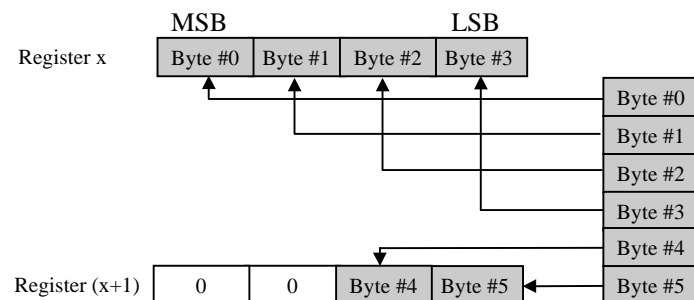 MSB LSB
Register x Byte #0 Byte #1 Byte #2 Byte #3
Byte #0
Byte #1
Byte #2
Byte #3
Byte #4
Register (x+1) 0 0 Byte #4 Byte #5 Byte #5